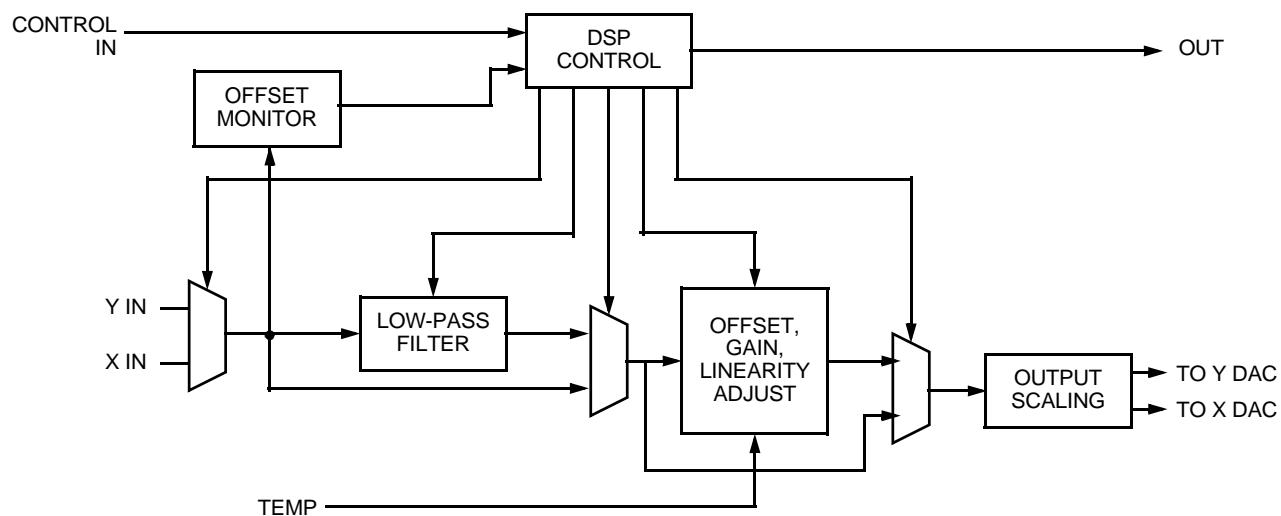 CONTROL
IN
DSP
CONTROL
OUT
OFFSET
MONITOR
Y IN
X IN
LOW-PASS
FILTER
OFFSET,
GAIN,
LINEARITY
ADJUST
OUTPUT
SCALING
TO Y DAC
TO X DAC
TEMP